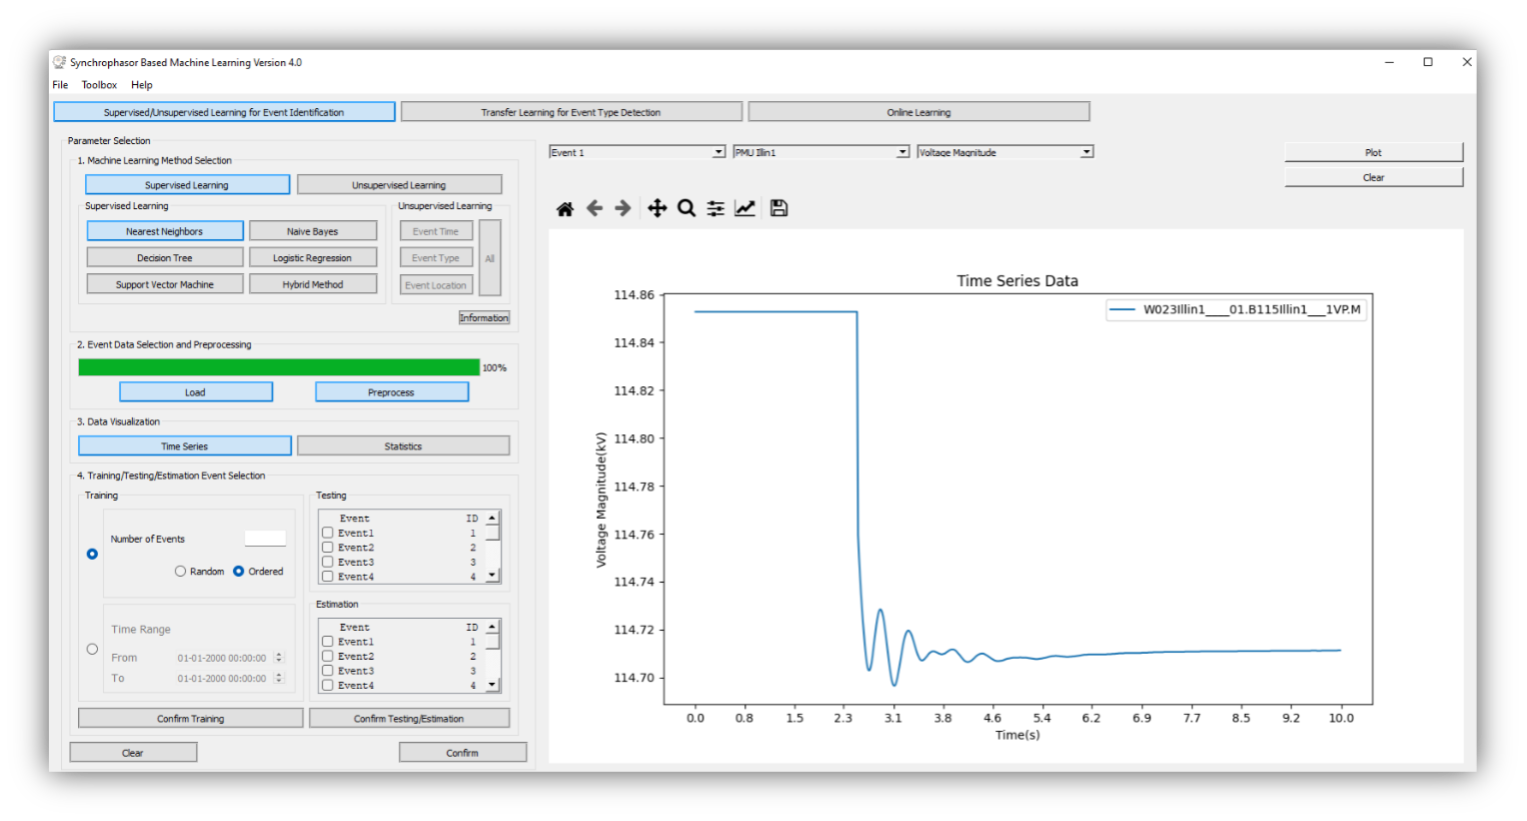 Synchrophasor Based Machine Learning Version 4.0
File Toolbox Help
Supervised/Unsupervised Learning for Event Identification
Transfer Learning for Event Type Detection
Online Learning
Parameter Selection
1. Machine Learning Method Selection
Supervised Learning
Unsupervised Learning
Supervised Learning
Nearest Neighbors
Naive Bayes
Decision Tree
Logistic Regression
Support Vector Machine
Hybrid Method
Unsupervised Learning
Event Time
Event Type
Event Location
All
Information
2. Event Data Selection and Preprocessing
100%
Load
Preprocess
3. Data Visualization
Time Series
Statistics
4. Training/Testing/Estimation Event Selection
Training
Number of Events
Random
Ordered
Time Range
From 01-01-2000 00:00:00
To 01-01-2000 00:00:00
Testing
Event ID
Event1 1
Event2 2
Event3 3
Event4 4
Estimation
Event ID
Event1 1
Event2 2
Event3 3
Event4 4
Confirm Training
Confirm Testing/Estimation
Clear
Confirm
Event 1
PMU Illin1
Voltage Magnitude
Plot
Clear
Time Series Data
W023Illin1____01.B115Illin1___1VP.M
Voltage Magnitude(kV)
114.86
114.84
114.82
114.80
114.78
114.76
114.74
114.72
114.70
0.0 0.8 1.5 2.3 3.1 3.8 4.6 5.4 6.2 6.9 7.7 8.5 9.2 10.0
Time(s)